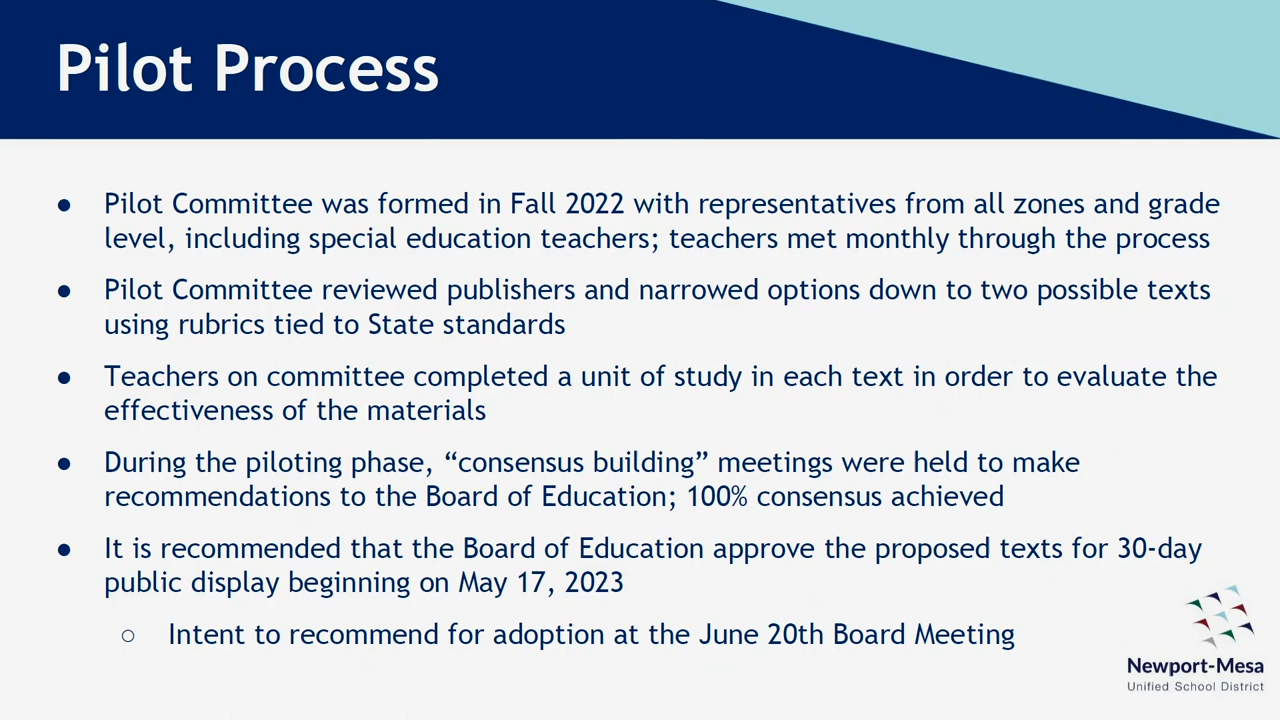 Pilot Process
● Pilot Committee was formed in Fall 2022 with representatives from all zones and grade
level, including special education teachers; teachers met monthly through the process
● Pilot Committee reviewed publishers and narrowed options down to two possible texts
using rubrics tied to State standards
● Teachers on committee completed a unit of study in each text in order to evaluate the
effectiveness of the materials
● During the piloting phase, “consensus building” meetings were held to make
recommendations to the Board of Education; 100% consensus achieved
● It is recommended that the Board of Education approve the proposed texts for 30-day
public display beginning on May 17, 2023
○ Intent to recommend for adoption at the June 20th Board Meeting
Newport-Mesa
Unified School District